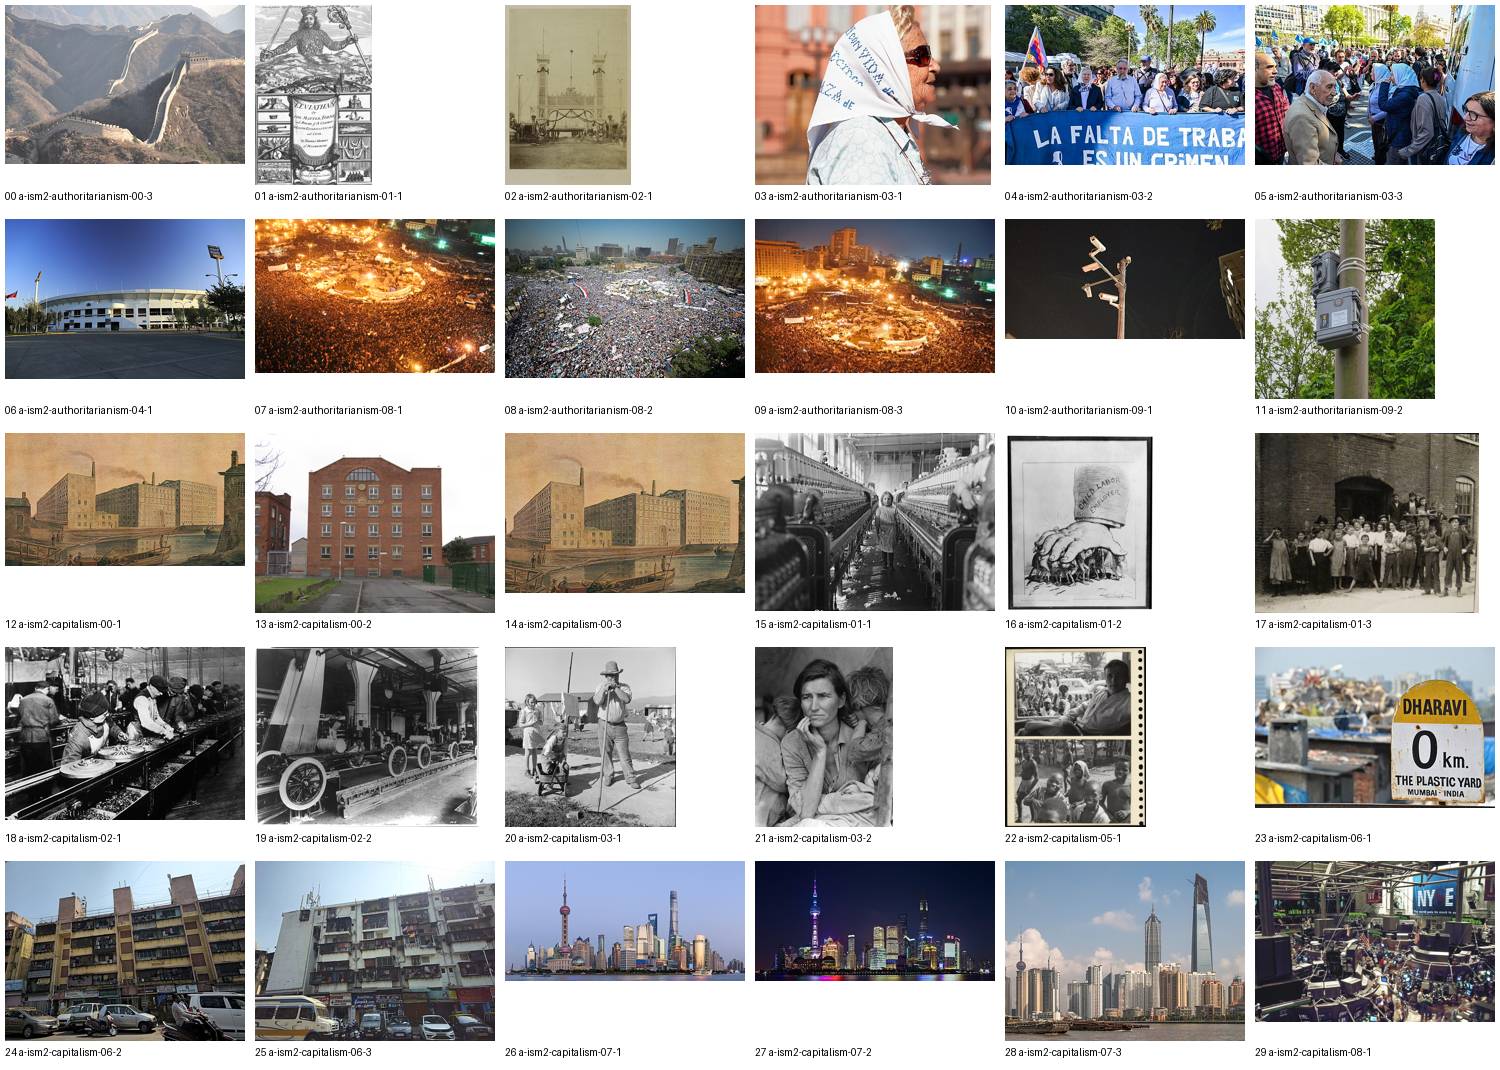 00 a-ism2-authoritarianism-00-3
LEVIATHAN
01 a-ism2-authoritarianism-01-1
02 a-ism2-authoritarianism-02-1
CON VIDA
03 a-ism2-authoritarianism-03-1
LA FALTA DE TRABA
ES UN CRIMEN
04 a-ism2-authoritarianism-03-2
05 a-ism2-authoritarianism-03-3
06 a-ism2-authoritarianism-04-1
07 a-ism2-authoritarianism-08-1
08 a-ism2-authoritarianism-08-2
09 a-ism2-authoritarianism-08-3
10 a-ism2-authoritarianism-09-1
11 a-ism2-authoritarianism-09-2
12 a-ism2-capitalism-00-1
13 a-ism2-capitalism-00-2
14 a-ism2-capitalism-00-3
15 a-ism2-capitalism-01-1
CHILD LABOR
EMPLOYER
16 a-ism2-capitalism-01-2
17 a-ism2-capitalism-01-3
18 a-ism2-capitalism-02-1
19 a-ism2-capitalism-02-2
20 a-ism2-capitalism-03-1
21 a-ism2-capitalism-03-2
22 a-ism2-capitalism-05-1
DHARAVI
0 km.
THE PLASTIC YARD
MUMBAI - INDIA
23 a-ism2-capitalism-06-1
24 a-ism2-capitalism-06-2
25 a-ism2-capitalism-06-3
26 a-ism2-capitalism-07-1
27 a-ism2-capitalism-07-2
28 a-ism2-capitalism-07-3
NY E
29 a-ism2-capitalism-08-1